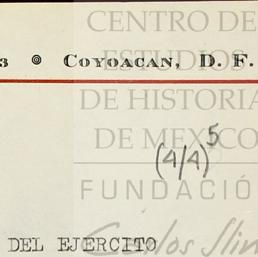 CENTRO DE
ESTUDIOS
3 ◎ COYOACAN, D. F.
DE HISTORIA
DE MEXICO
(4/4)5
FUNDACIÓ
Carlos Slim
DEL EJERCITO